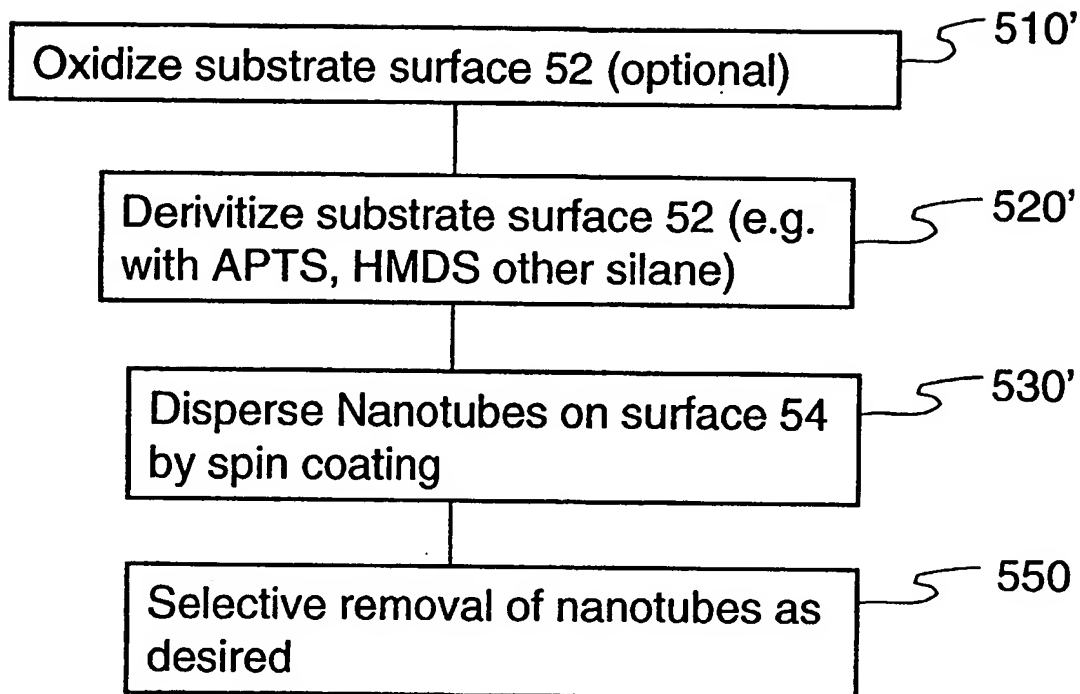 510'
Oxidize substrate surface 52 (optional)
520'
Derivitize substrate surface 52 (e.g.
with APTS, HMDS other silane)
530'
Disperse Nanotubes on surface 54
by spin coating
550
Selective removal of nanotubes as
desired